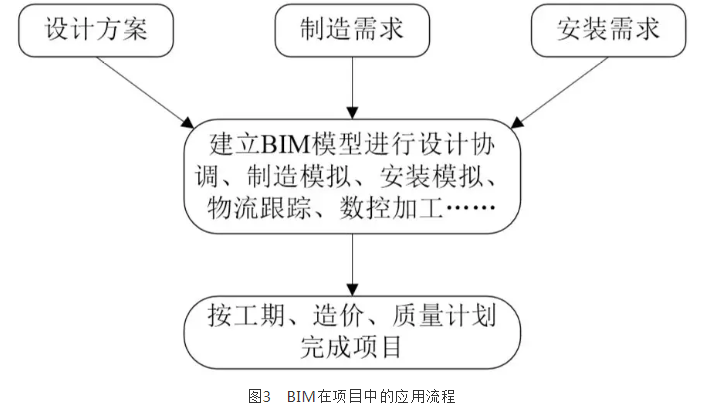 设计方案
制造需求
安装需求
建立BIM模型进行设计协
调、制造模拟、安装模拟、
物流跟踪、数控加工……
按工期、造价、质量计划
完成项目
图3 BIM在项目中的应用流程